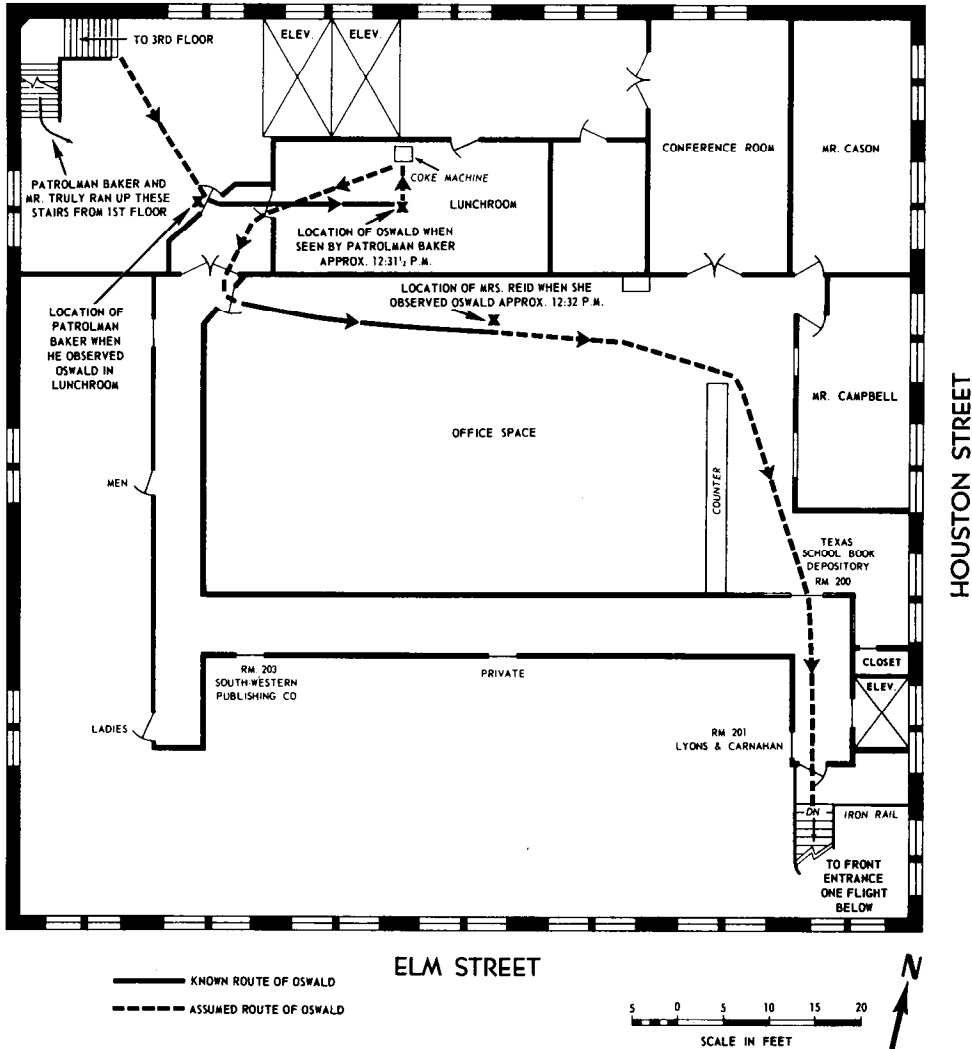 TO 3RD FLOOR
ELEV.
ELEV.
PATROLMAN BAKER AND
MR. TRULY RAN UP THESE
STAIRS FROM 1ST FLOOR
COKE MACHINE
LUNCHROOM
CONFERENCE ROOM
MR. CASON
LOCATION OF OSWALD WHEN
SEEN BY PATROLMAN BAKER
APPROX. 12:31½ P.M.
LOCATION OF MRS. REID WHEN SHE
OBSERVED OSWALD APPROX. 12:32 P.M.
LOCATION OF
PATROLMAN
BAKER WHEN
HE OBSERVED
OSWALD IN
LUNCHROOM
MR. CAMPBELL
OFFICE SPACE
COUNTER
MEN
TEXAS
SCHOOL BOOK
DEPOSITORY
RM 200
HOUSTON STREET
RM. 203
SOUTH-WESTERN
PUBLISHING CO
PRIVATE
CLOSET
ELEV.
LADIES
RM 201
LYONS & CARNAHAN
DN
IRON RAIL
TO FRONT
ENTRANCE
ONE FLIGHT
BELOW
ELM STREET
N
KNOWN ROUTE OF OSWALD
ASSUMED ROUTE OF OSWALD
5 0 5 10 15 20
SCALE IN FEET